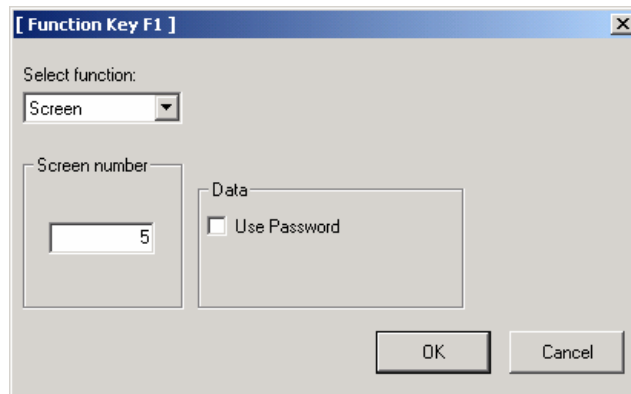 [ Function Key F1 ]
Select function:
Screen
Screen number
5
Data
Use Password
OK
Cancel